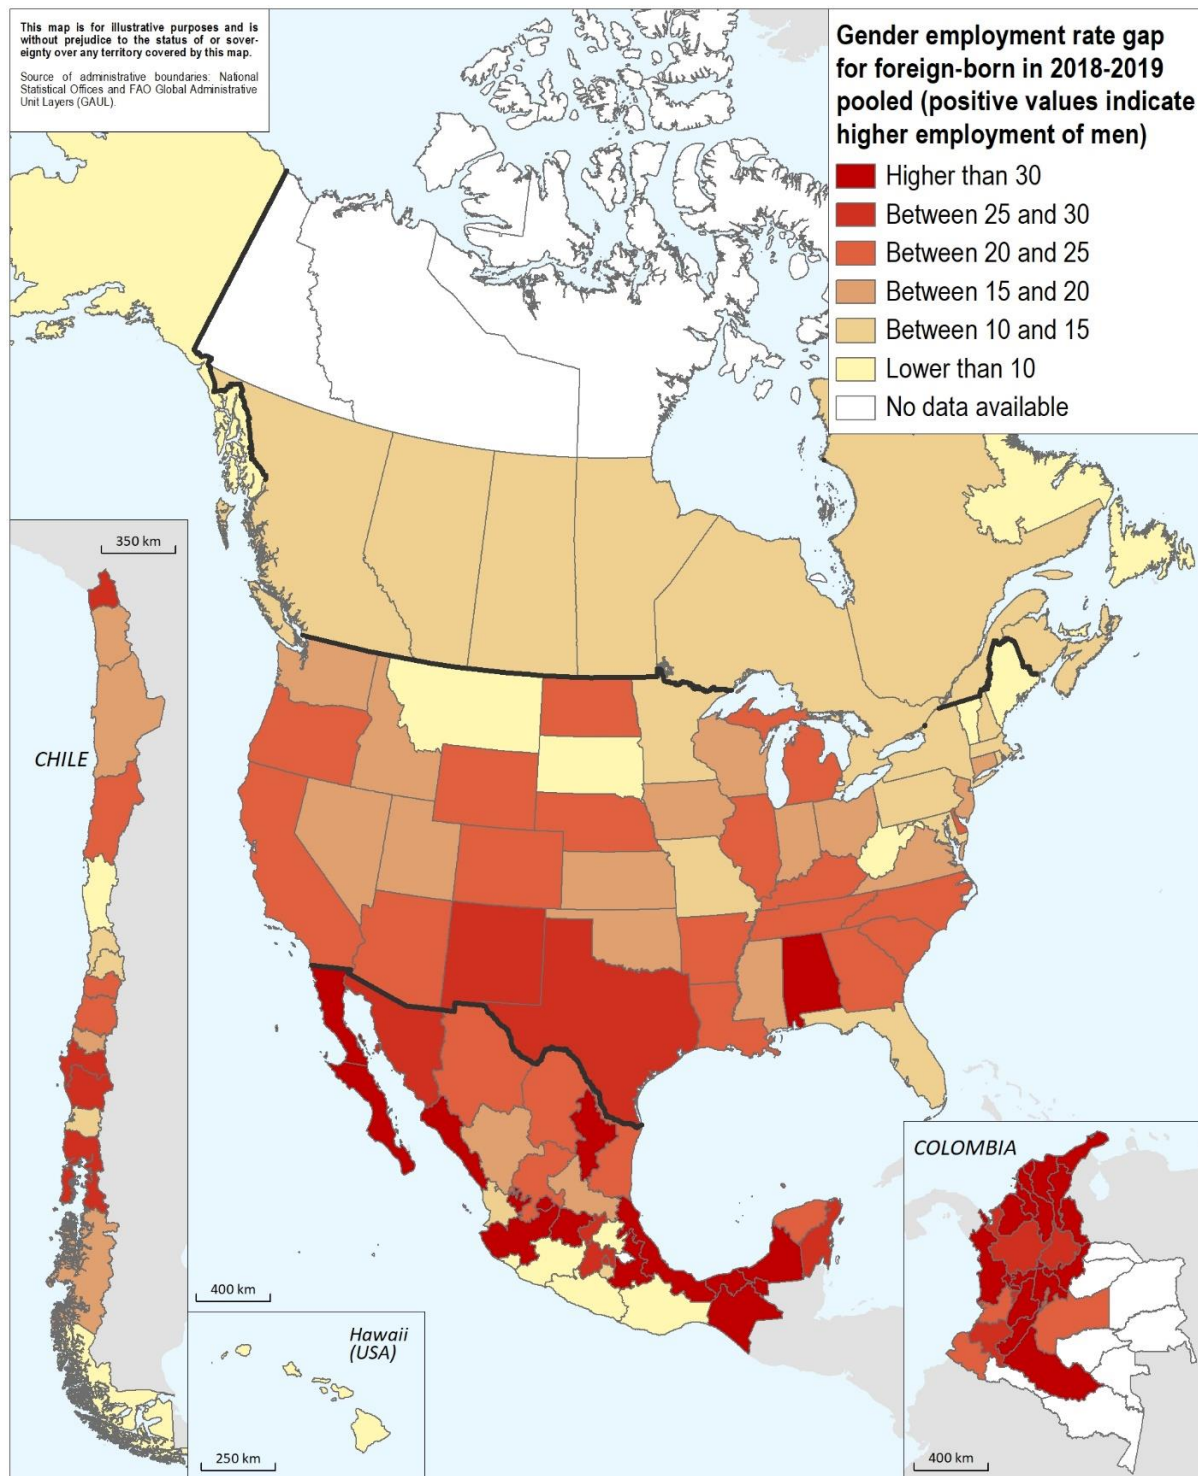 This map is for illustrative purposes and is
without prejudice to the status of or sover-
eignty over any territory covered by this map.
Source of administrative boundaries: National
Statistical Offices and FAO Global Administrative
Unit Layers (GAUL).
Gender employment rate gap
for foreign-born in 2018-2019
pooled (positive values indicate
higher employment of men)
Higher than 30
Between 25 and 30
Between 20 and 25
Between 15 and 20
Between 10 and 15
Lower than 10
No data available
350 km
CHILE
400 km
Hawaii
(USA)
250 km
COLOMBIA
400 km